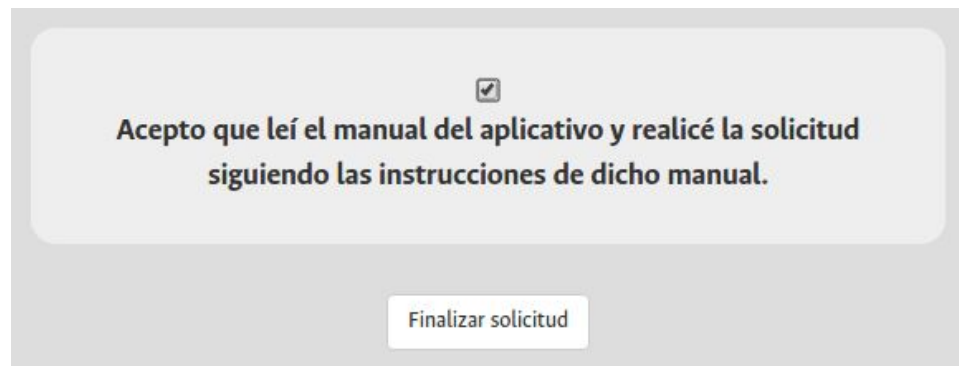 Acepto que leí el manual del aplicativo y realicé la solicitud
siguiendo las instrucciones de dicho manual.
Finalizar solicitud